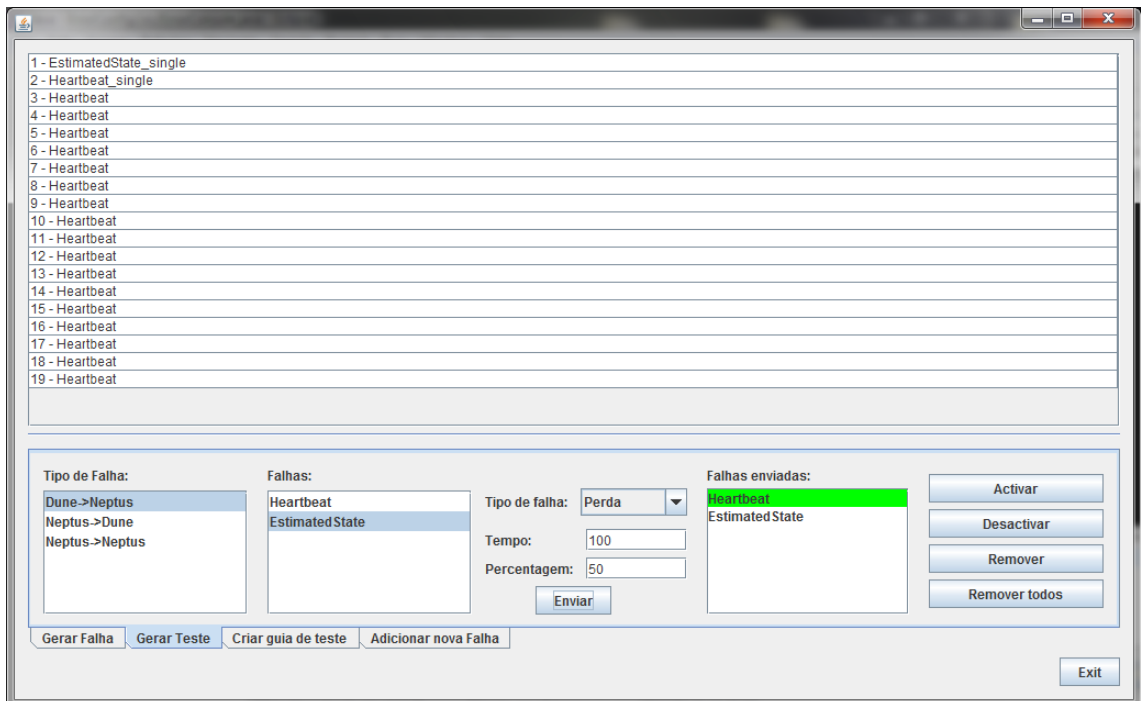 1 - EstimatedState_single
2 - Heartbeat_single
3 - Heartbeat
4 - Heartbeat
5 - Heartbeat
6 - Heartbeat
7 - Heartbeat
8 - Heartbeat
9 - Heartbeat
10 - Heartbeat
11 - Heartbeat
12 - Heartbeat
13 - Heartbeat
14 - Heartbeat
15 - Heartbeat
16 - Heartbeat
17 - Heartbeat
18 - Heartbeat
19 - Heartbeat
Tipo de Falha:
Dune->Neptus
Neptus->Dune
Neptus->Neptus
Falhas:
Heartbeat
EstimatedState
Tipo de falha: Perda
Tempo: 100
Percentagem: 50
Enviar
Falhas enviadas:
Heartbeat
EstimatedState
Activar
Desactivar
Remover
Remover todos
Gerar Falha Gerar Teste Criar guia de teste Adicionar nova Falha
Exit